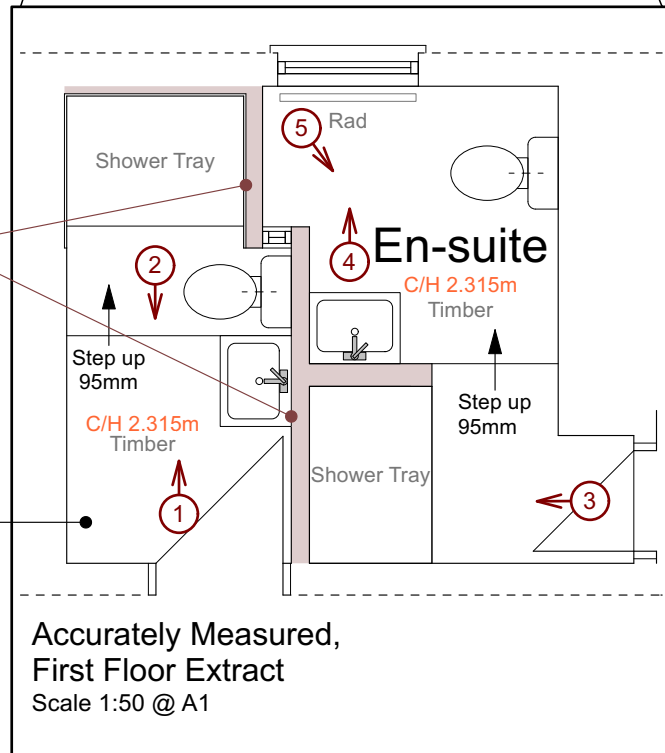 5
Rad
Shower Tray
2
4
En-suite
C/H 2.315m
Timber
Step up
95mm
C/H 2.315m
Timber
Step up
95mm
Shower Tray
1
3
Accurately Measured,
First Floor Extract
Scale 1:50 @ A1